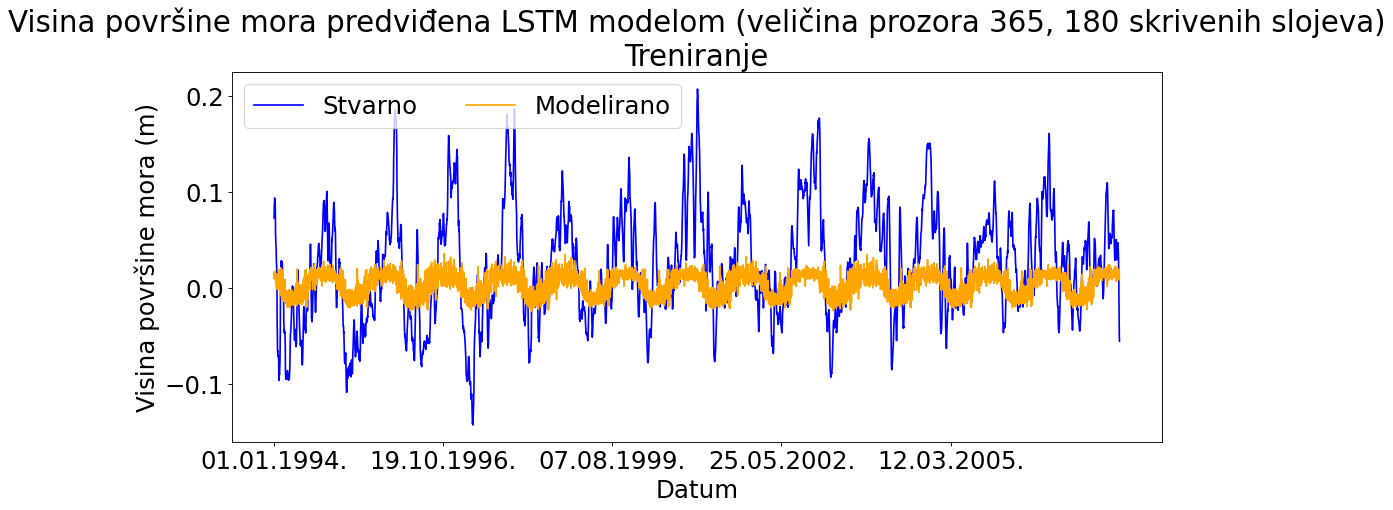 Visina površine mora predviđena LSTM modelom (veličina prozora 365, 180 skrivenih slojeva)
Treniranje
Stvarno Modelirano
Visina površine mora (m)
0.2
0.1
0.0
−0.1
01.01.1994. 19.10.1996. 07.08.1999. 25.05.2002. 12.03.2005.
Datum